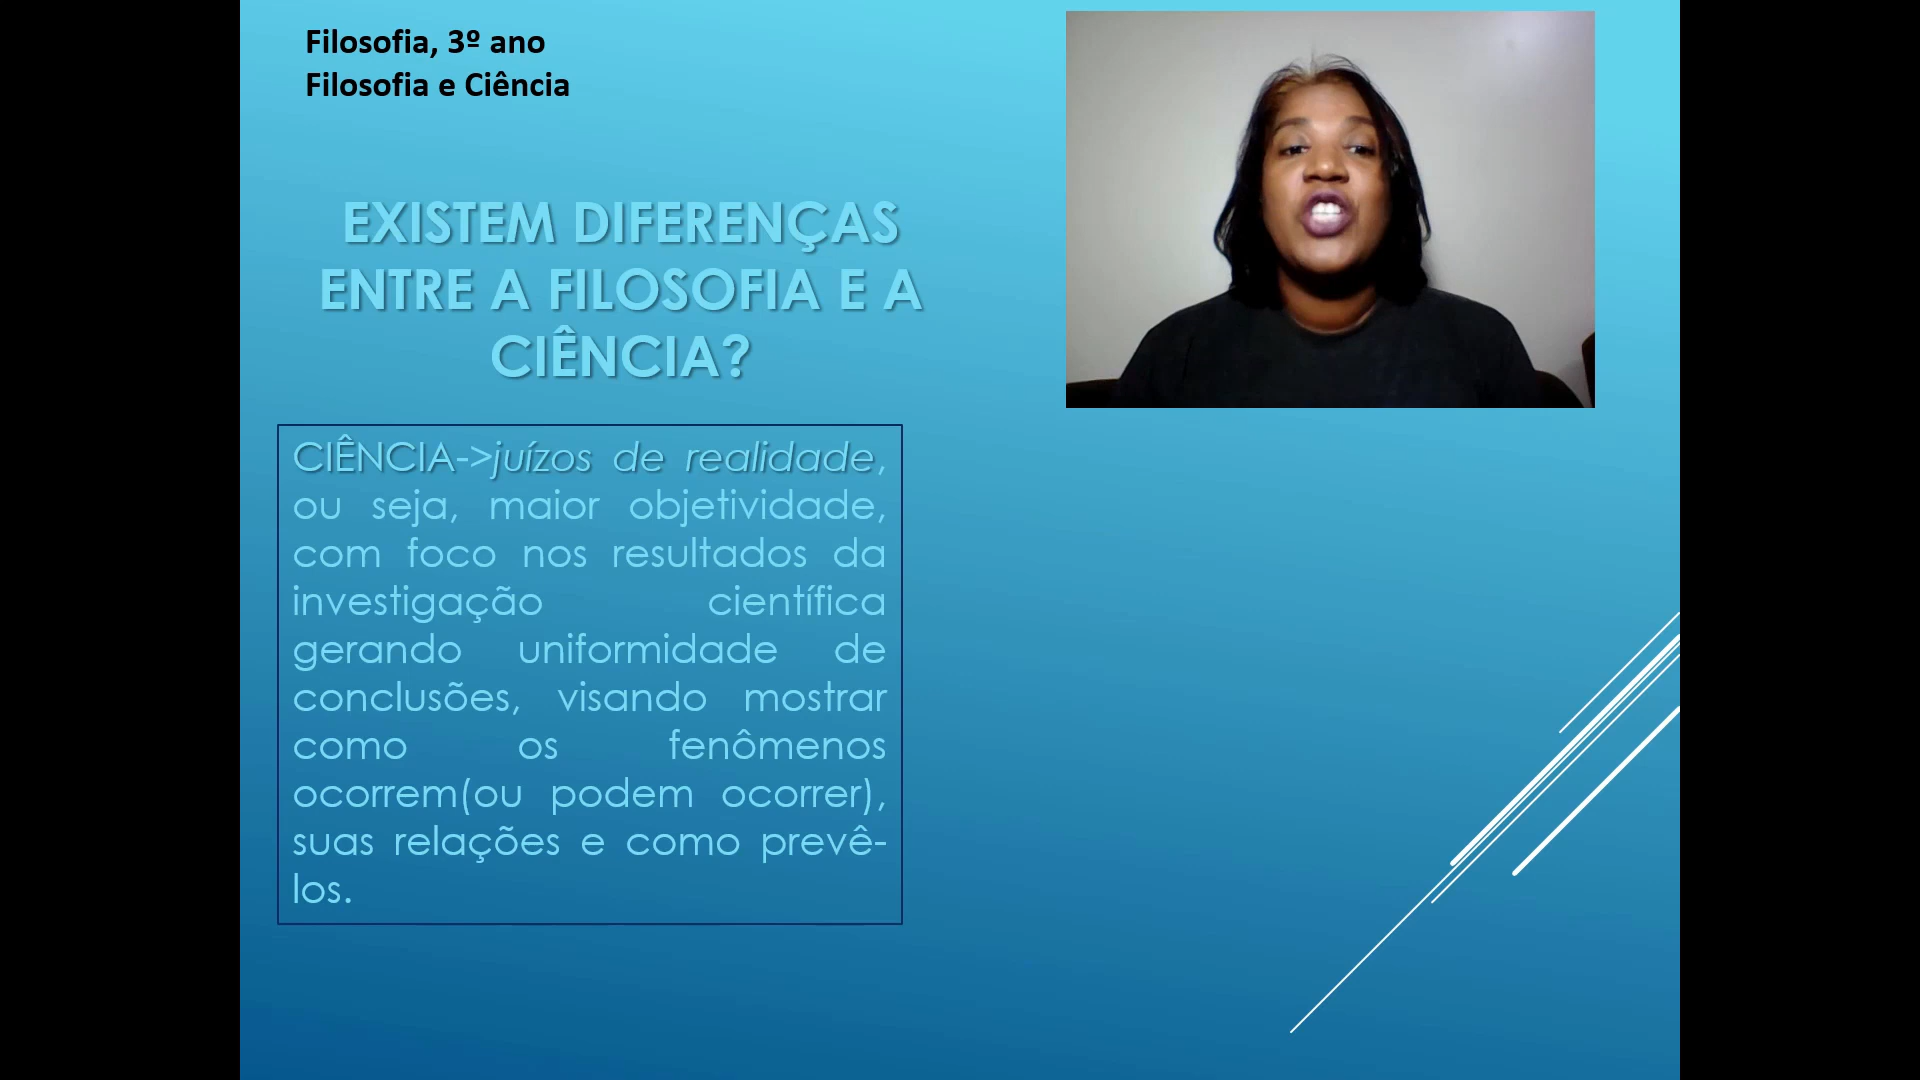 Filosofia, 3º ano
Filosofia e Ciência
EXISTEM DIFERENÇAS
ENTRE A FILOSOFIA E A
CIÊNCIA?
CIÊNCIA->juízos de realidade,
ou seja, maior objetividade,
com foco nos resultados da
investigação científica
gerando uniformidade de
conclusões, visando mostrar
como os fenômenos
ocorrem(ou podem ocorrer),
suas relações e como prevê-
los.